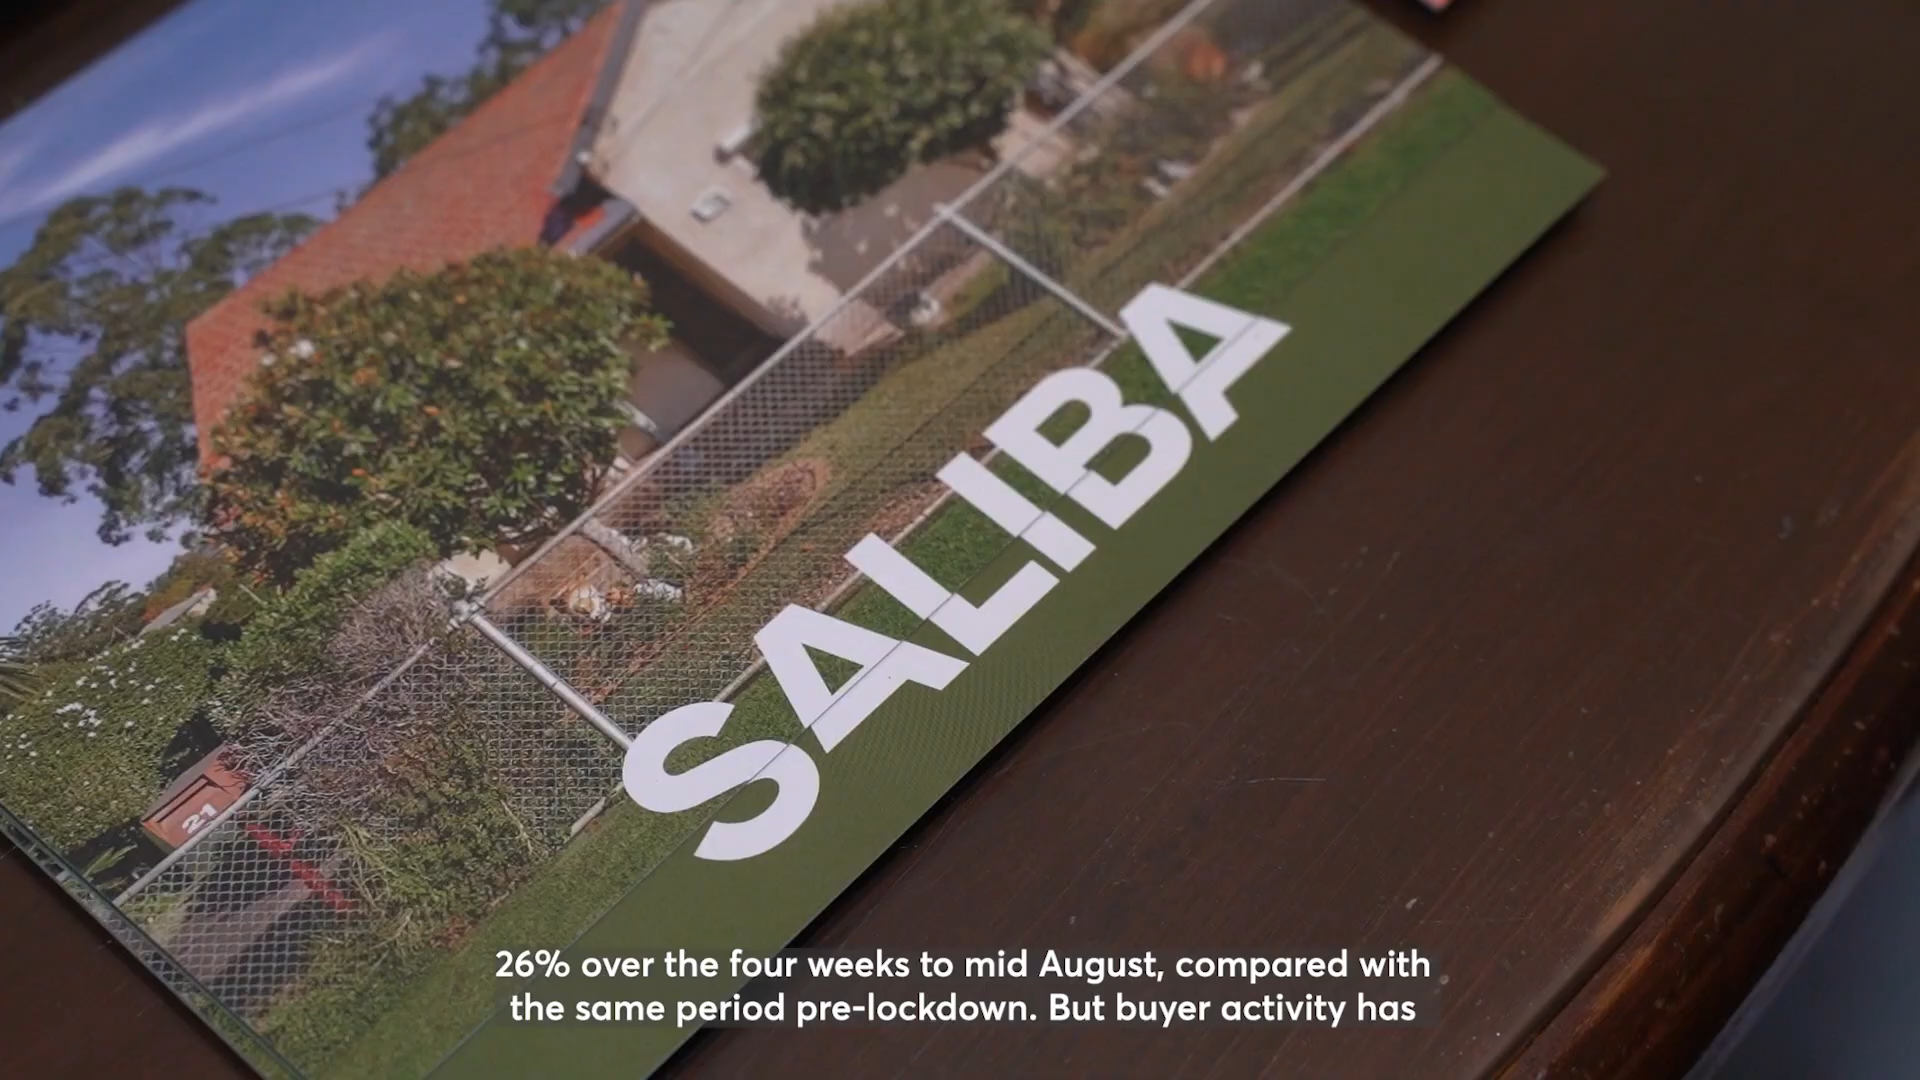 SALIBA
21
26% over the four weeks to mid August, compared with
the same period pre-lockdown. But buyer activity has